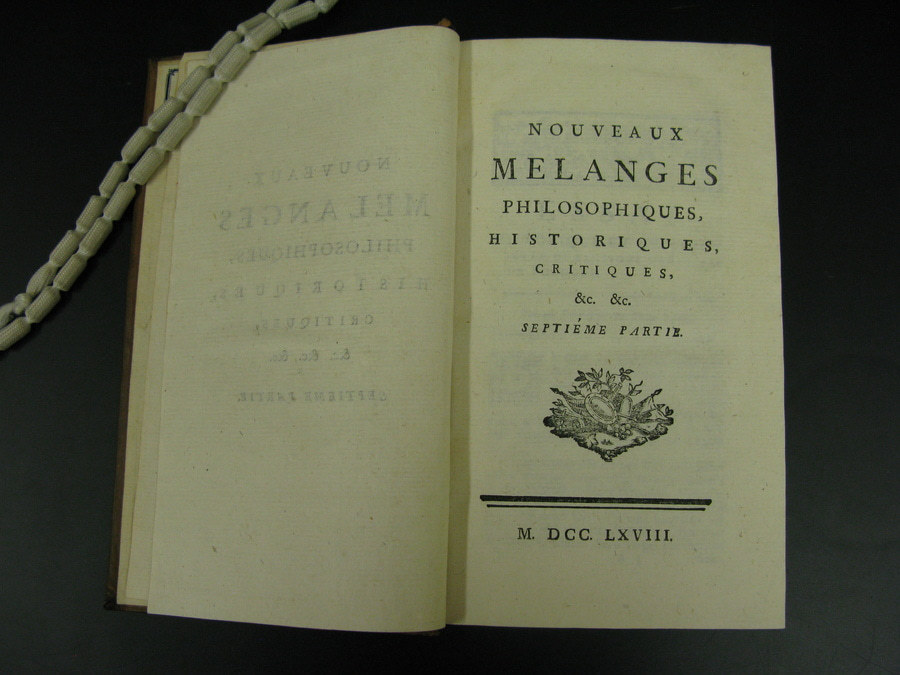 NOUVEAUX
MELANGES
PHILOSOPHIQUES,
HISTORIQUES,
CRITIQUES,
&c. &c.
SEPTIÉME PARTIE.
M. DCC. LXVIII.